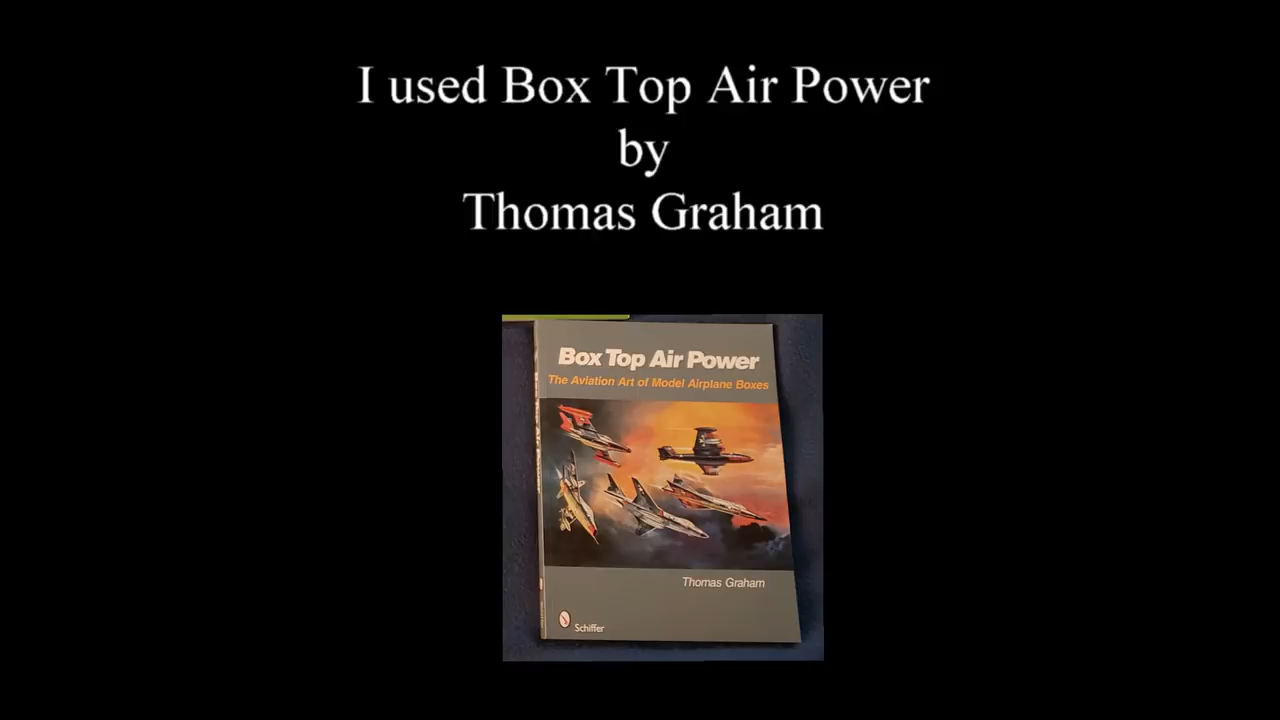 I used Box Top Air Power
by
Thomas Graham
Box Top Air Power
The Aviation Art of Model Airplane Boxes
Thomas Graham
Schiffer